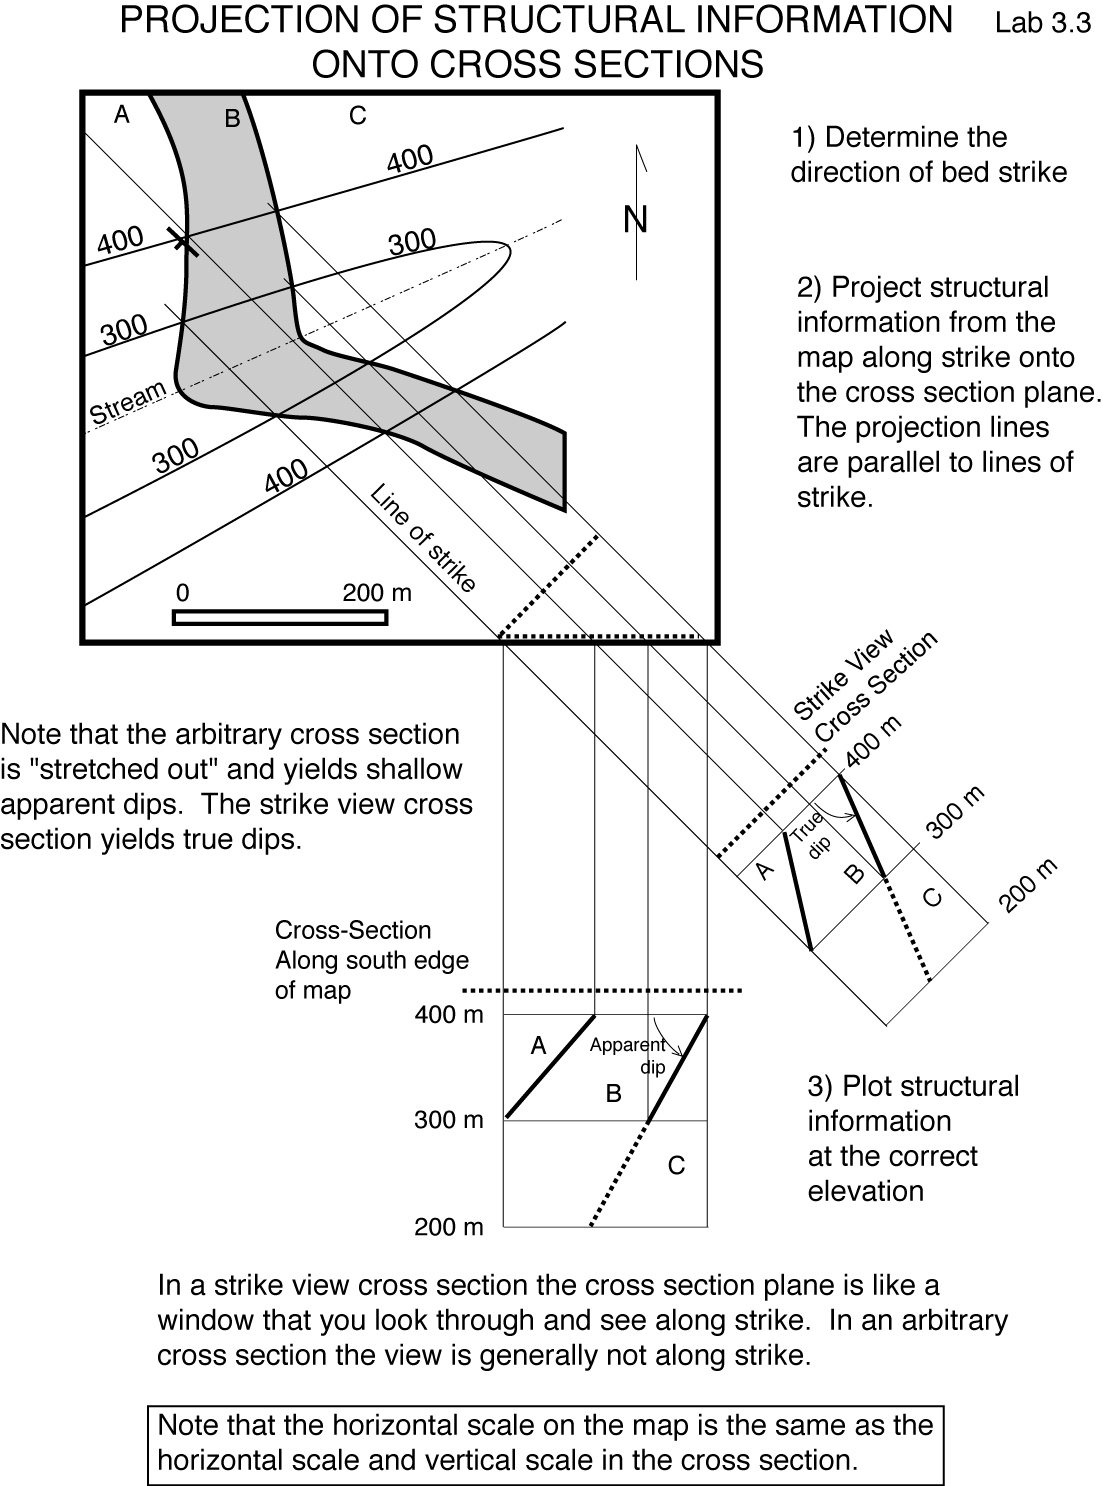 PROJECTION OF STRUCTURAL INFORMATION
ONTO CROSS SECTIONS
Lab 3.3
A
B
C
400
400
300
300
N
Stream
300
400
Line of strike
0
200 m
1) Determine the
direction of bed strike
2) Project structural
information from the
map along strike onto
the cross section plane.
The projection lines
are parallel to lines of
strike.
Note that the arbitrary cross section
is "stretched out" and yields shallow
apparent dips.  The strike view cross
section yields true dips.
Strike View
Cross Section
400 m
300 m
200 m
A
True
dip
B
C
Cross-Section
Along south edge
of map
400 m
A
Apparent
dip
B
300 m
C
200 m
3) Plot structural
information
at the correct
elevation
In a strike view cross section the cross section plane is like a
window that you look through and see along strike.  In an arbitrary
cross section the view is generally not along strike.
Note that the horizontal scale on the map is the same as the
horizontal scale and vertical scale in the cross section.